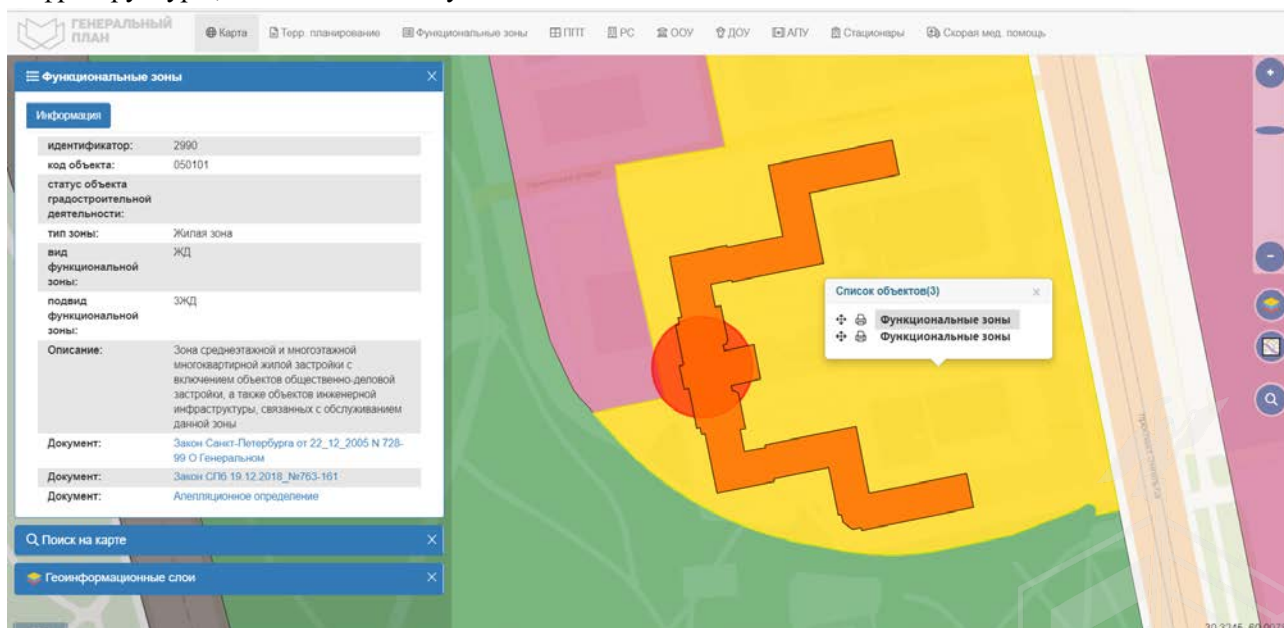 ГЕНЕРАЛЬНЫЙ
ПЛАН
Карта Терр. планирование Функциональные зоны ППТ РС ООУ ДОУ АПУ Стационары Скорая мед. помощь
Функциональные зоны
Информация
идентификатор: 2990
код объекта: 050101
статус объекта
градостроительной
деятельности:
тип зоны: Жилая зона
вид ЖД
функциональной
зоны:
подвид 3ЖД
функциональной
зоны:
Описание: Зона среднеэтажной и многоэтажной
многоквартирной жилой застройки с
включением объектов общественно-деловой
застройки, а также объектов инженерной
инфраструктуры, связанных с обслуживанием
данной зоны
Документ: Закон Санкт-Петербурга от 22_12_2005 N 728-
99 О Генеральном
Документ: Закон СПб 19.12.2018_№763-161
Документ: Апелляционное определение
Поиск на карте
Геоинформационные слои
Список объектов(3)
Функциональные зоны
Функциональные зоны